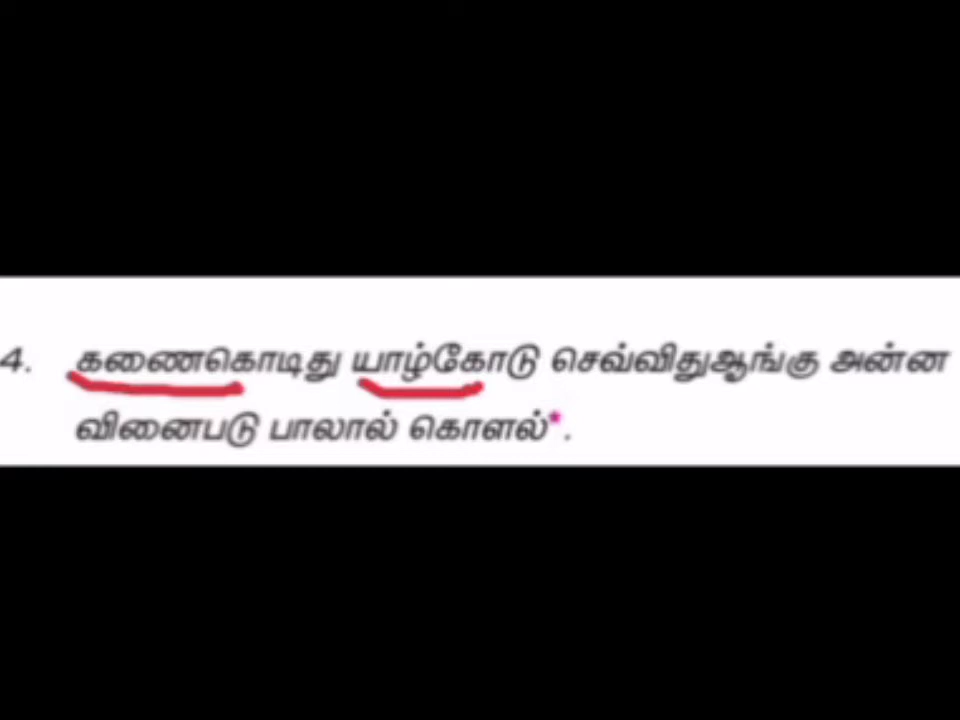 4. கணைகொடிது யாழ்கோடு செவ்விதுஆங்கு அன்ன
வினைபடு பாலால் கொளல்*.